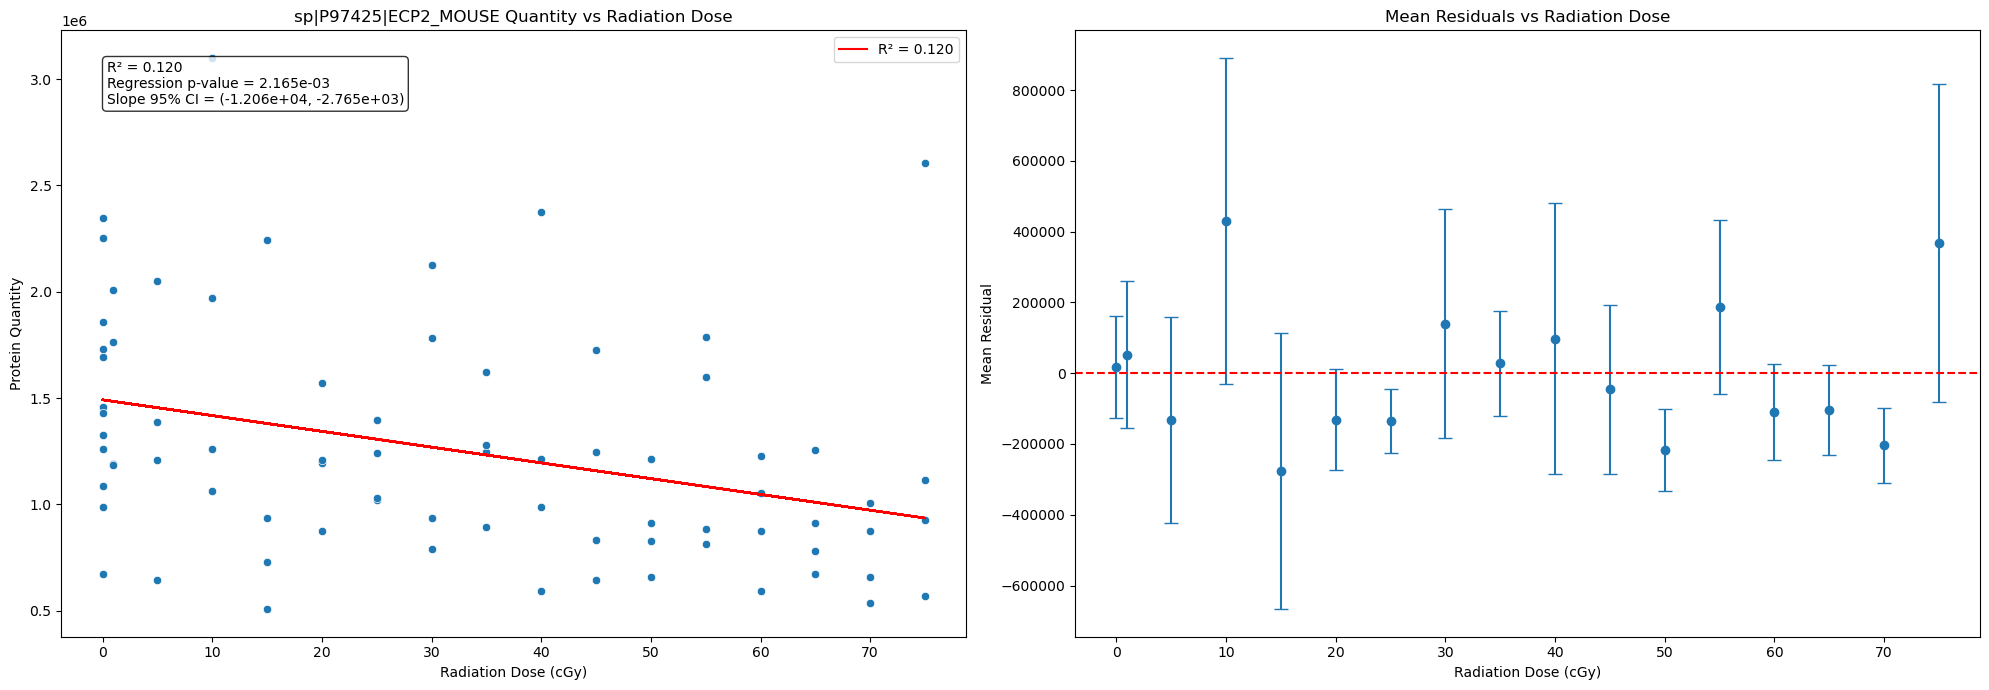 sp|P97425|ECP2_MOUSE Quantity vs Radiation Dose
1e6
R² = 0.120
R² = 0.120
Regression p-value = 2.165e-03
Slope 95% CI = (-1.206e+04, -2.765e+03)
3.0
2.5
2.0
1.5
1.0
0.5
Protein Quantity
0 10 20 30 40 50 60 70
Radiation Dose (cGy)
Mean Residuals vs Radiation Dose
800000
600000
400000
200000
0
−200000
−400000
−600000
Mean Residual
0 10 20 30 40 50 60 70
Radiation Dose (cGy)